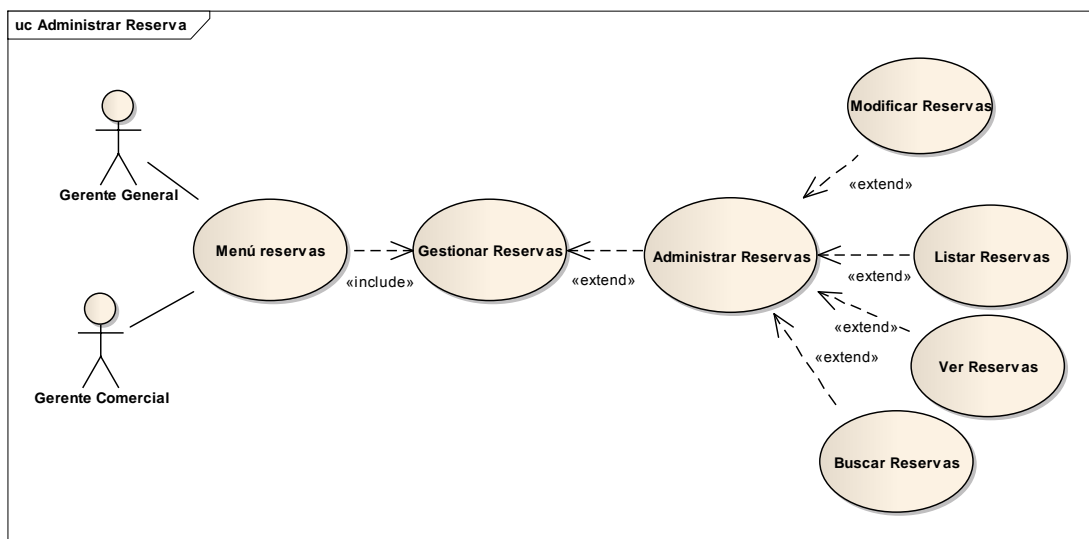 uc Administrar Reserva
Modificar Reservas
Gerente General
«extend»
Menú reservas
Gestionar Reservas
Administrar Reservas
Listar Reservas
«include»
«extend»
«extend»
«extend»
Ver Reservas
«extend»
Gerente Comercial
Buscar Reservas